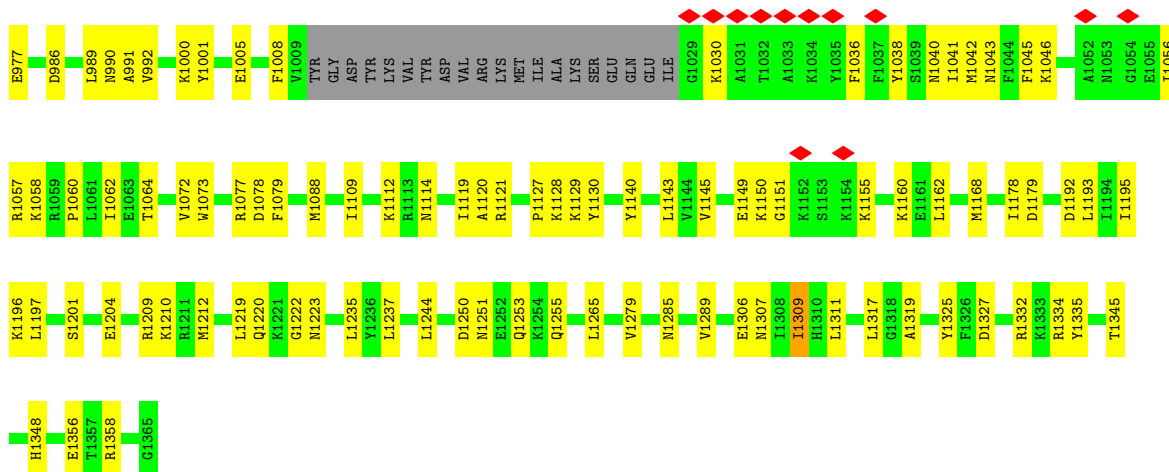 E977 D986 L989 N990 A991 V992 K1000 Y1001 E1005 F1008 V1009 TYR GLY ASP TYR LYS VAL TYR ASP VAL ARG LYS MET ILE ALA LYS SER GLU GLN GLU ILE G1029 K1030 A1031 T1032 A1033 K1034 Y1035 F1036 F1037 Y1038 S1039 N1040 I1041 M1042 N1043 F1044 F1045 K1046 A1052 N1053 G1054 E1055 I1056
R1057 K1058 R1059 P1060 L1061 I1062 E1063 T1064 V1072 W1073 R1077 D1078 F1079 M1088 I1109 K1112 R1113 N1114 I1119 A1120 R1121 P1127 K1128 K1129 Y1130 Y1140 L1143 V1144 V1145 E1149 K1150 G1151 K1152 S1153 K1154 K1155 K1160 E1161 L1162 M1168 I1178 D1179 D1192 L1193 I1194 I1195
K1196 L1197 S1201 E1204 R1209 K1210 R1211 M1212 L1219 Q1220 K1221 G1222 N1223 L1235 Y1236 L1237 L1244 D1250 N1251 E1252 Q1253 K1254 Q1255 L1265 V1279 N1285 V1289 E1306 N1307 I1308 I1309 H1310 L1311 L1317 G1318 A1319 Y1325 F1326 D1327 R1332 K1333 R1334 Y1335 T1345
H1348 E1356 T1357 R1358 G1365